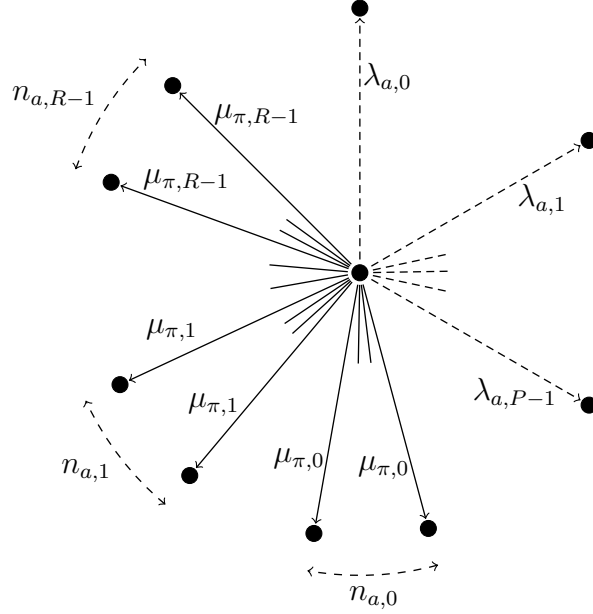 λ_{a,0}
n_{a,R-1}
μ_{π,R-1}
μ_{π,R-1}
λ_{a,1}
μ_{π,1}
μ_{π,1}
λ_{a,P-1}
n_{a,1}
μ_{π,0}
μ_{π,0}
n_{a,0}